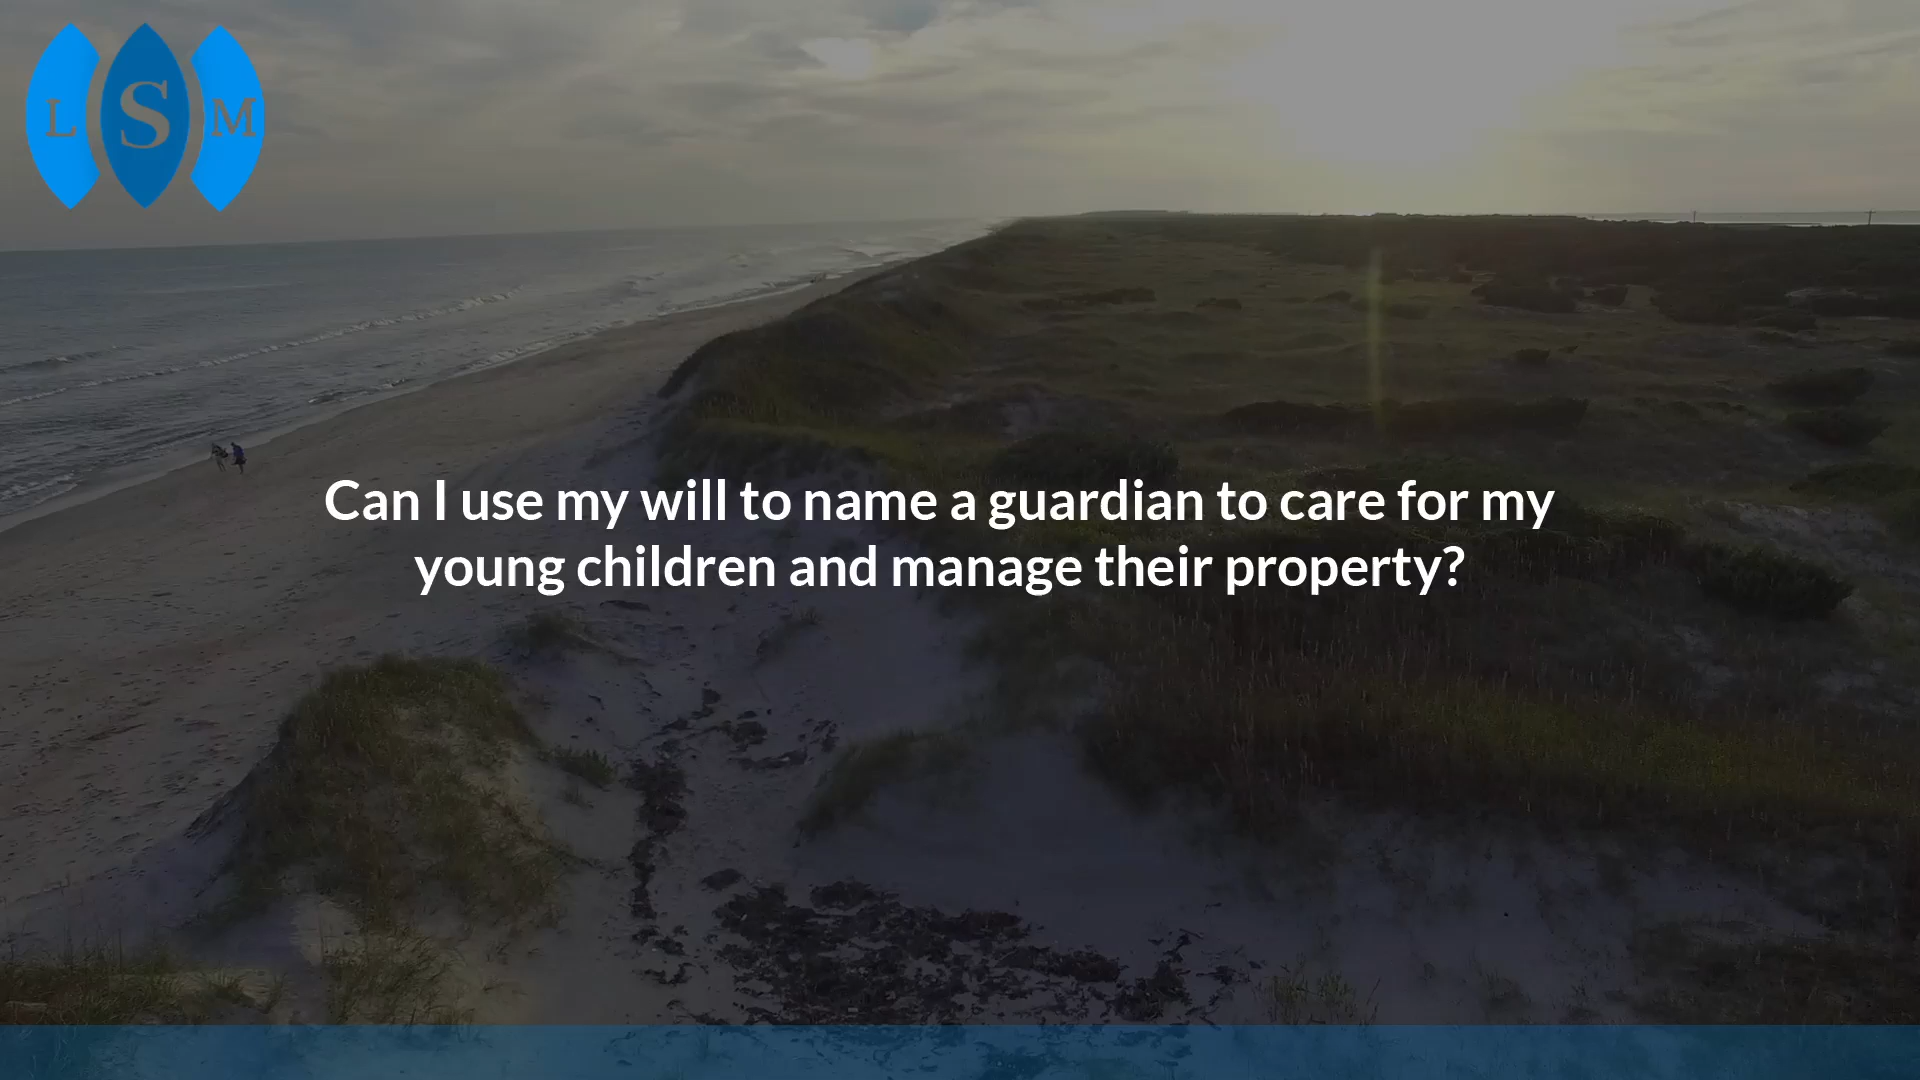 L S M
Can I use my will to name a guardian to care for my
young children and manage their property?